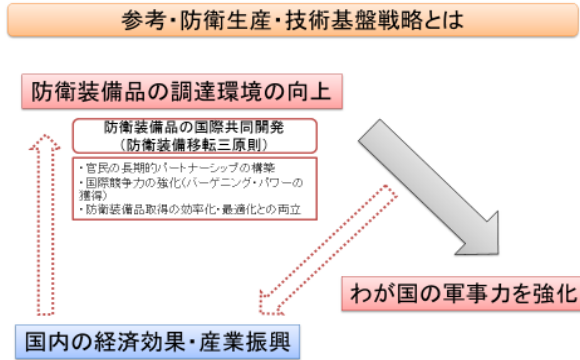 参考・防衛生産・技術基盤戦略とは
防衛装備品の調達環境の向上
防衛装備品の国際共同開発
(防衛装備移転三原則)
・官民の長期的パートナーシップの構築
・国際競争力の強化(バーゲニング・パワーの
獲得)
・防衛装備品取得の効率化・最適化との両立
わが国の軍事力を強化
国内の経済効果・産業振興